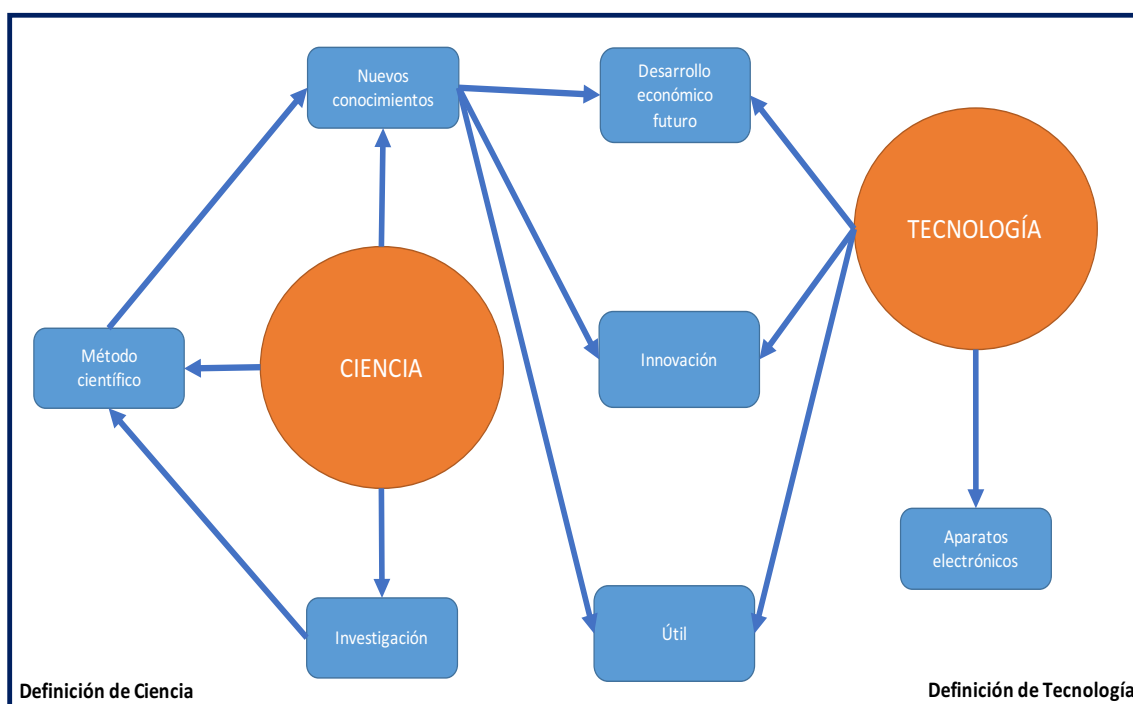 Nuevos
conocimientos
Desarrollo
económico
futuro
TECNOLOGÍA
Método
científico
CIENCIA
Innovación
Aparatos
electrónicos
Investigación
Útil
Definición de Ciencia
Definición de Tecnología